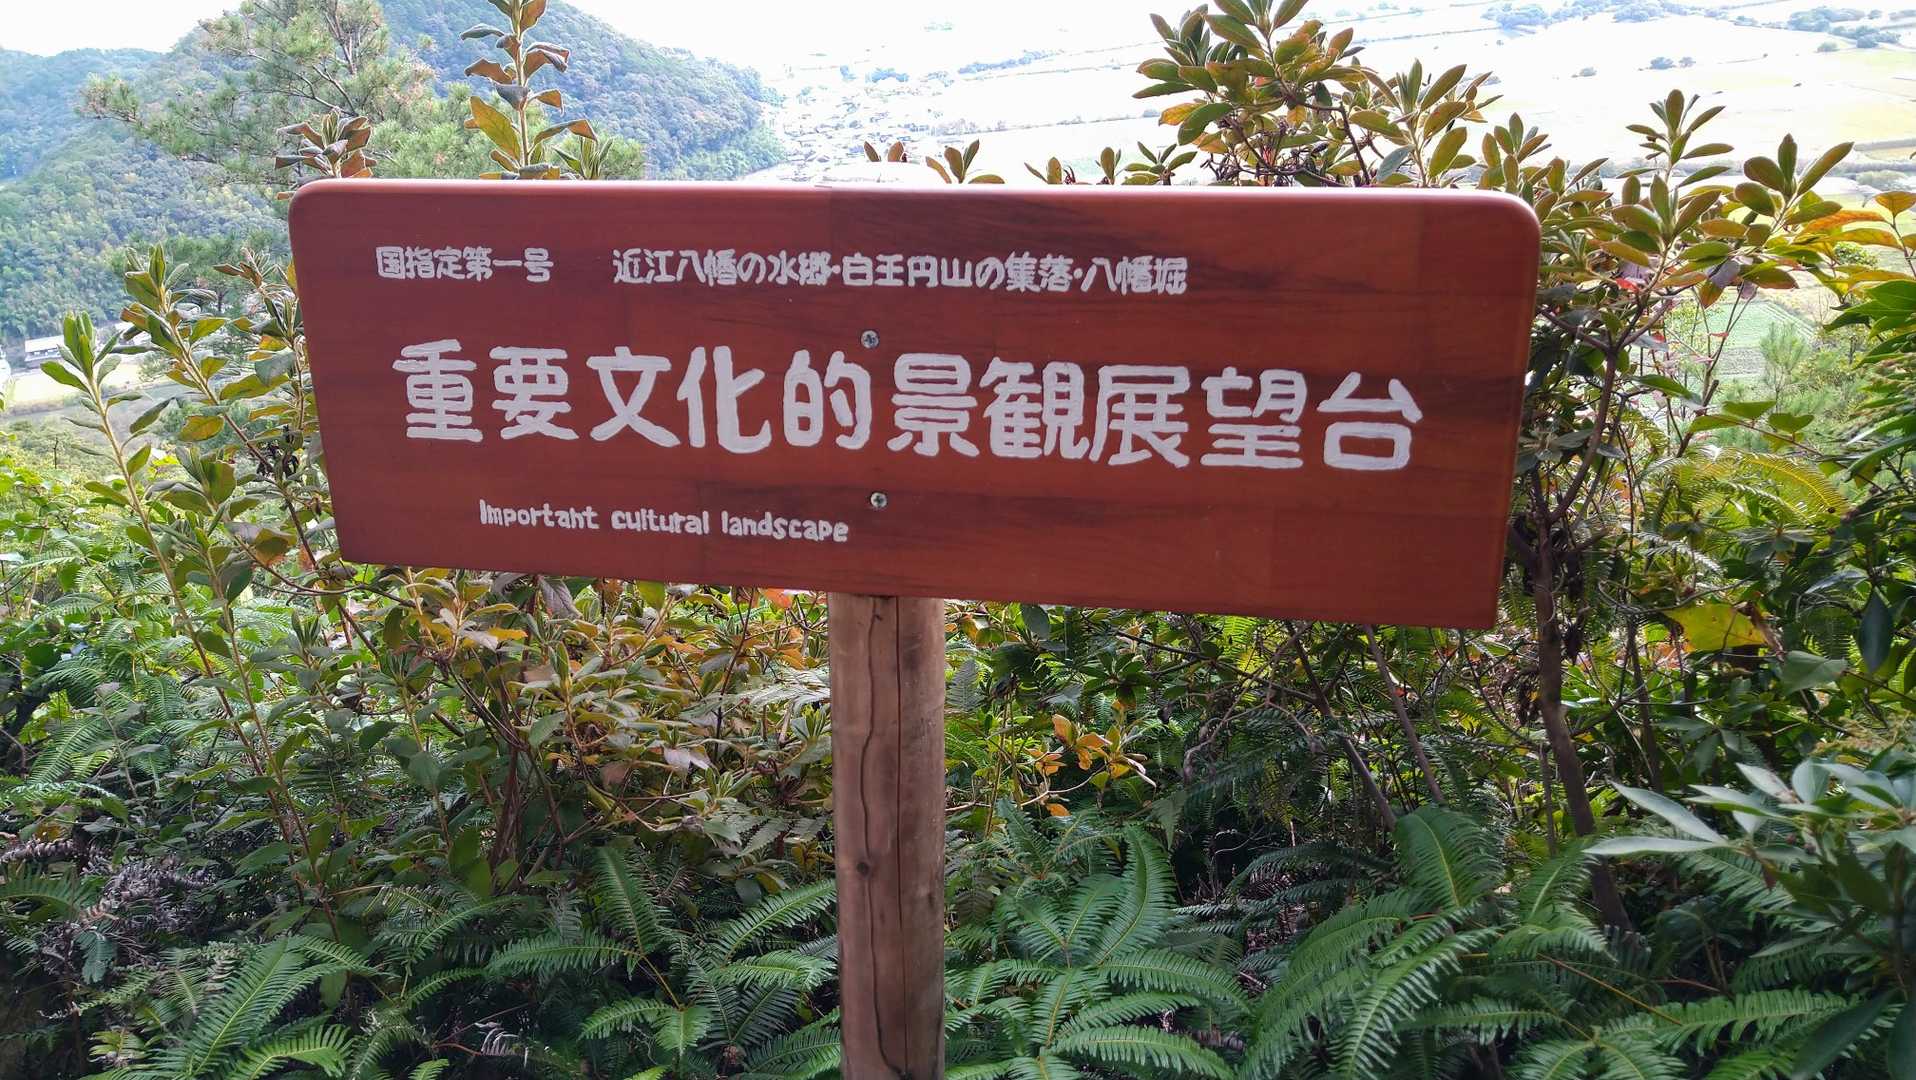 国指定第一号 近江八幡の水郷・白王円山の集落・八幡堀
重要文化的景観展望台
Important cultural landscape